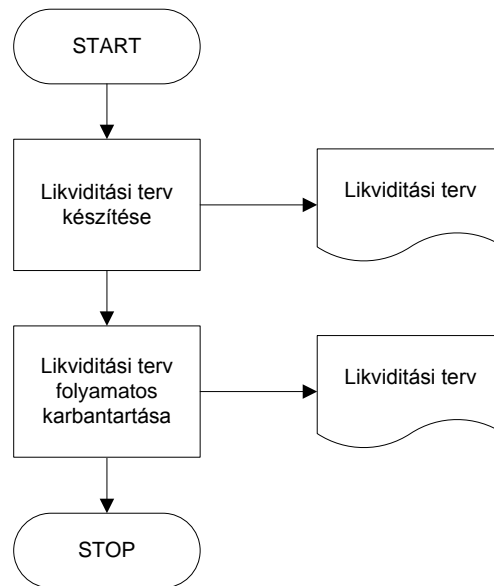 START
Likviditási terv
készítése
Likviditási terv
Likviditási terv
folyamatos
karbantartása
Likviditási terv
STOP